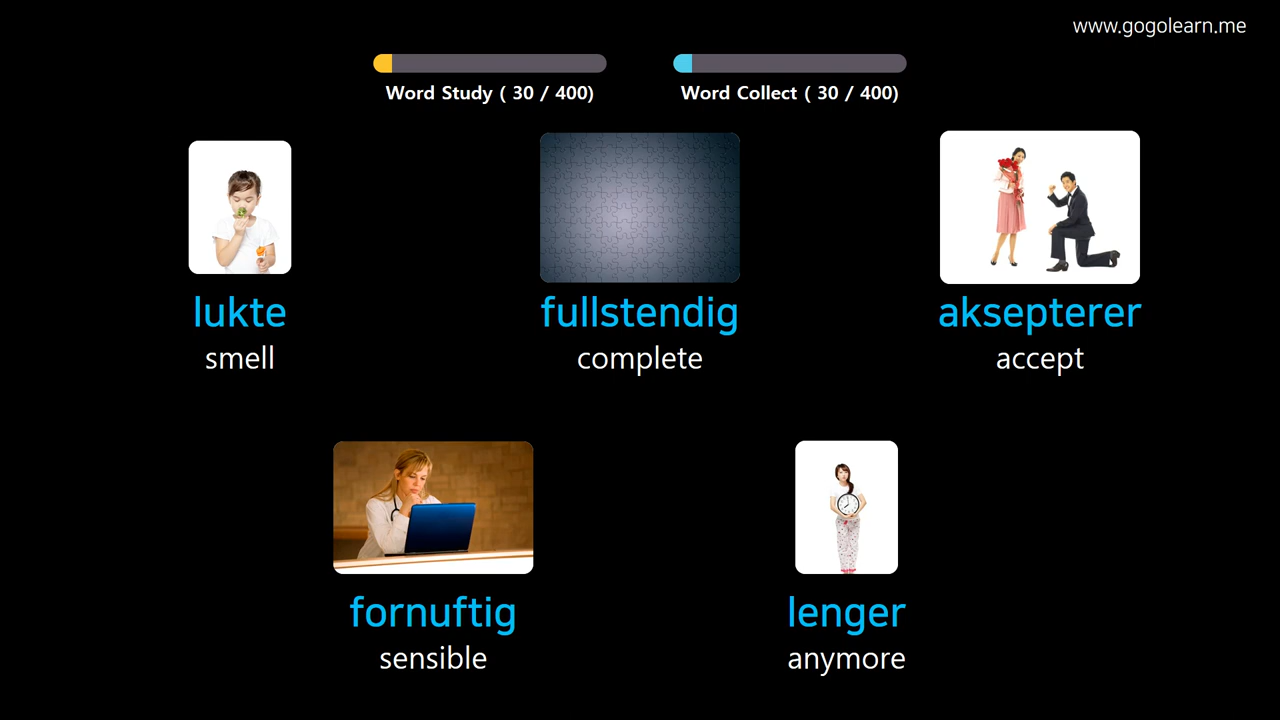 www.gogolearn.me
Word Study ( 30 / 400)
Word Collect ( 30 / 400)
lukte
smell
fullstendig
complete
aksepterer
accept
fornuftig
sensible
lenger
anymore